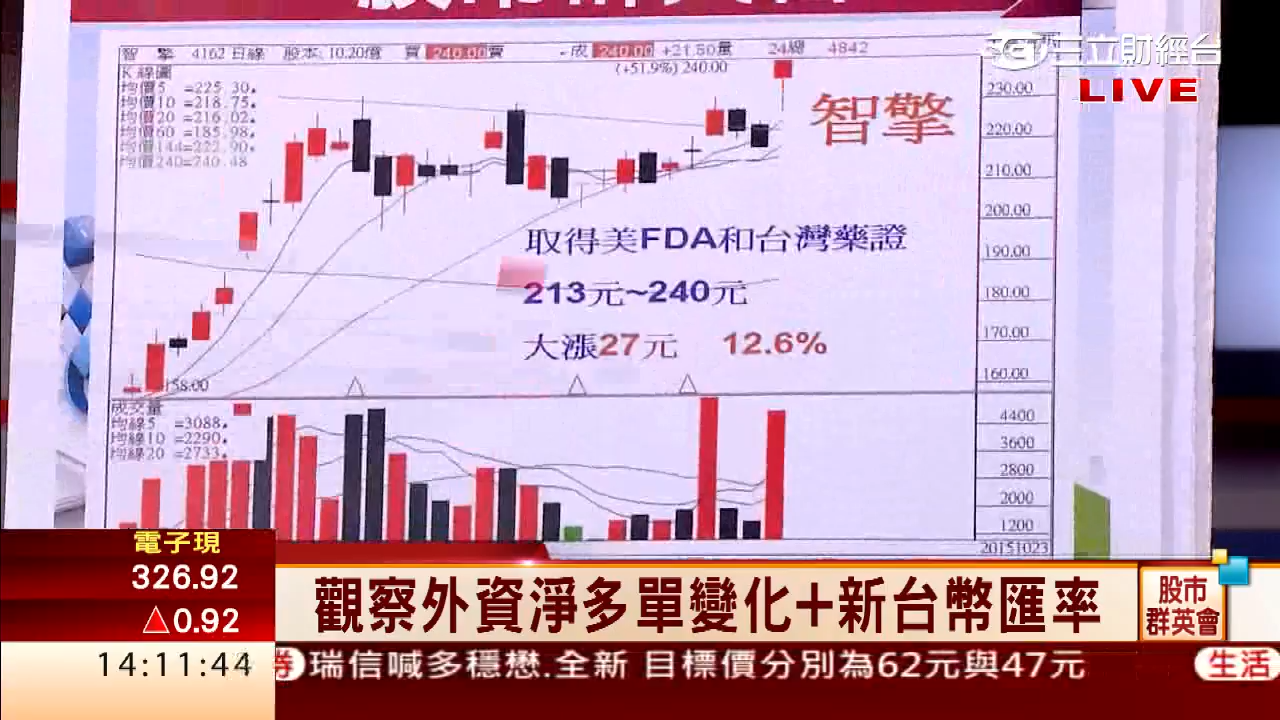 智 擎 4162 日線 股本: 10.20億 買 240.00 賣 成 240.00 +21.50 量 24總 4842
三立財經台
LIVE
K 線圖
(+51.9%) 240.00
均價5 =225.30
均價10 =218.75
均價20 =216.02
均價60 =185.98
均價144=222.90
均價240=240.48
智擎
230.00
220.00
210.00
200.00
190.00
180.00
170.00
160.00
取得美FDA和台灣藥證
213元~240元
大漲27元 12.6%
158.00
成交量
均線5 =3088
均線10 =2290
均線20 =2733
4400
3600
2800
2000
1200
20151023
電子現
326.92
△0.92
14:11:44
觀察外資淨多單變化+新台幣匯率
股市
群英會
券 瑞信喊多穩懋.全新 目標價分別為62元與47元
生活